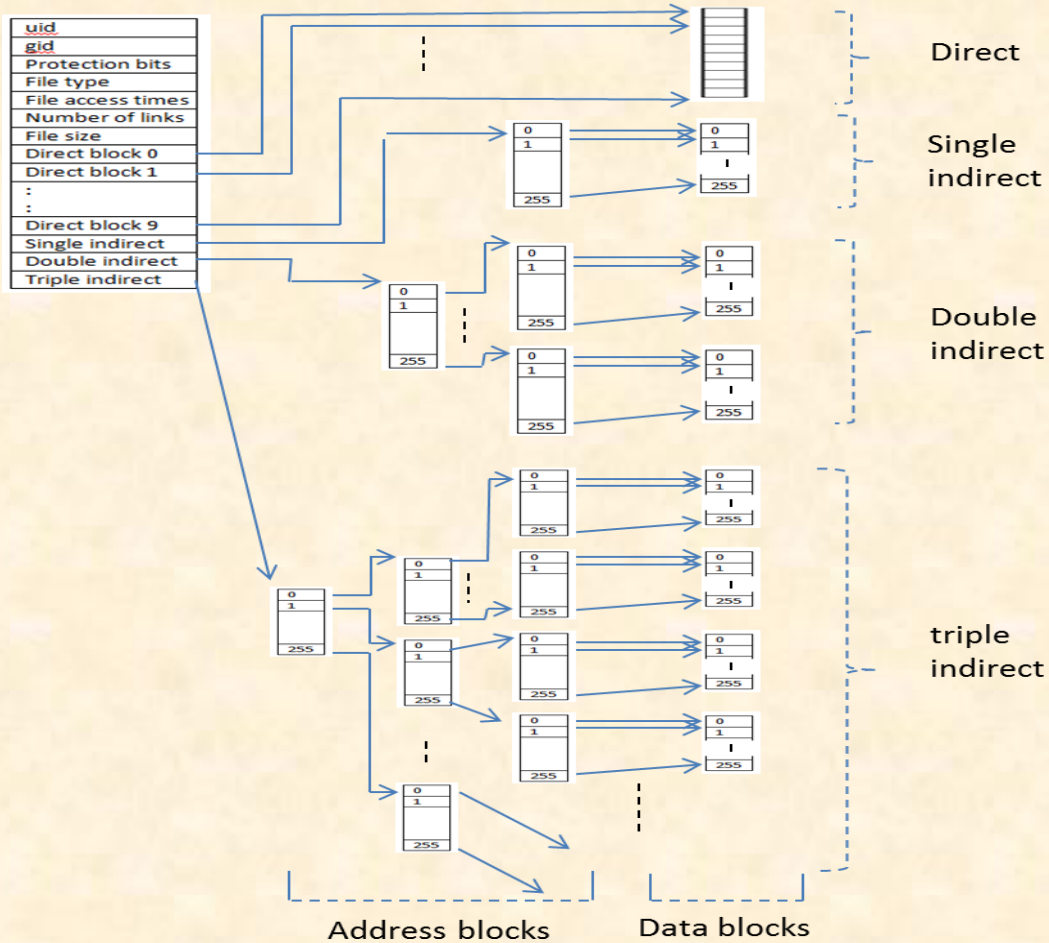 uid
gid
Protection bits
File type
File access times
Number of links
File size
Direct block 0
Direct block 1
:
:
Direct block 9
Single indirect
Double indirect
Triple indirect
Direct
0
1
255
0
1
255
Single
indirect
0
1
255
0
1
255
0
1
255
0
1
255
0
1
255
Double
indirect
0
1
255
0
1
255
0
1
255
0
1
255
0
1
255
0
1
255
0
1
255
0
1
255
0
1
255
0
1
255
0
1
255
0
1
255
triple
indirect
Address blocks
Data blocks